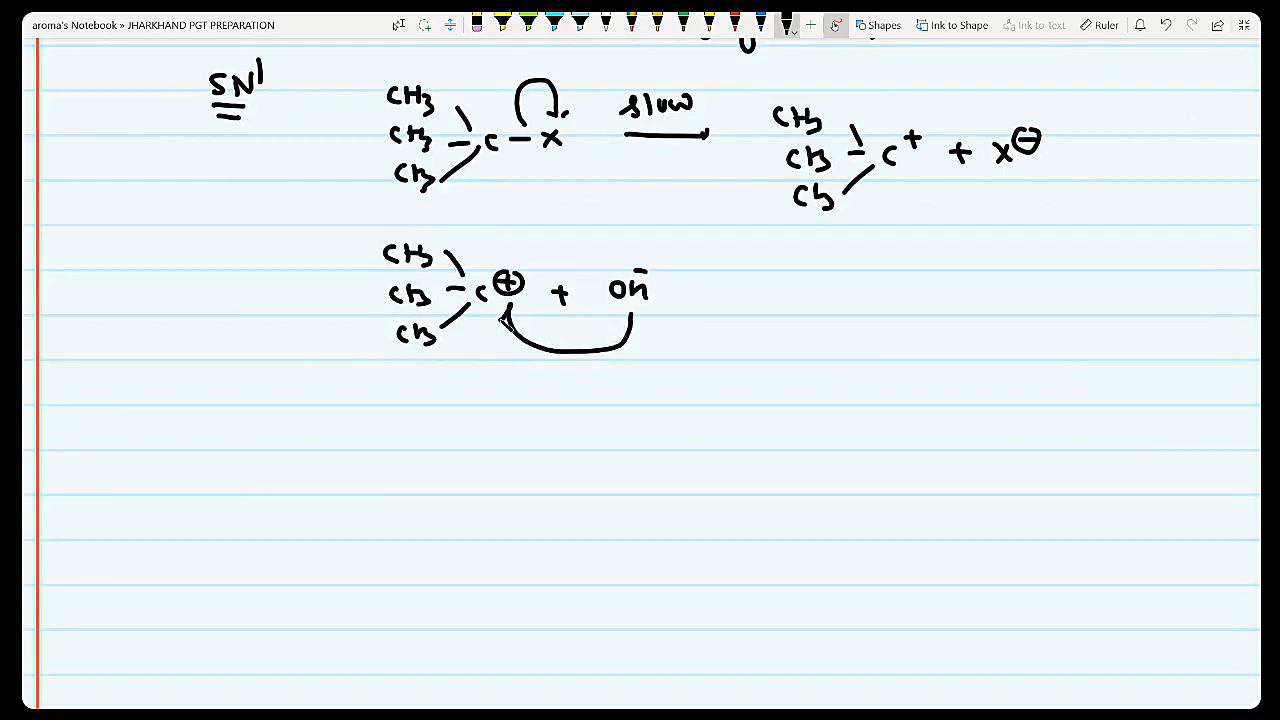 aroma's Notebook » JHARKHAND PGT PREPARATION
Shapes Ink to Shape Ink to Text Ruler
SN1
CH3 CH3 CH3 C - X slow CH3 CH3 CH3 C+ + X⊖
CH3 CH3 CH3 C⊕ + OH-